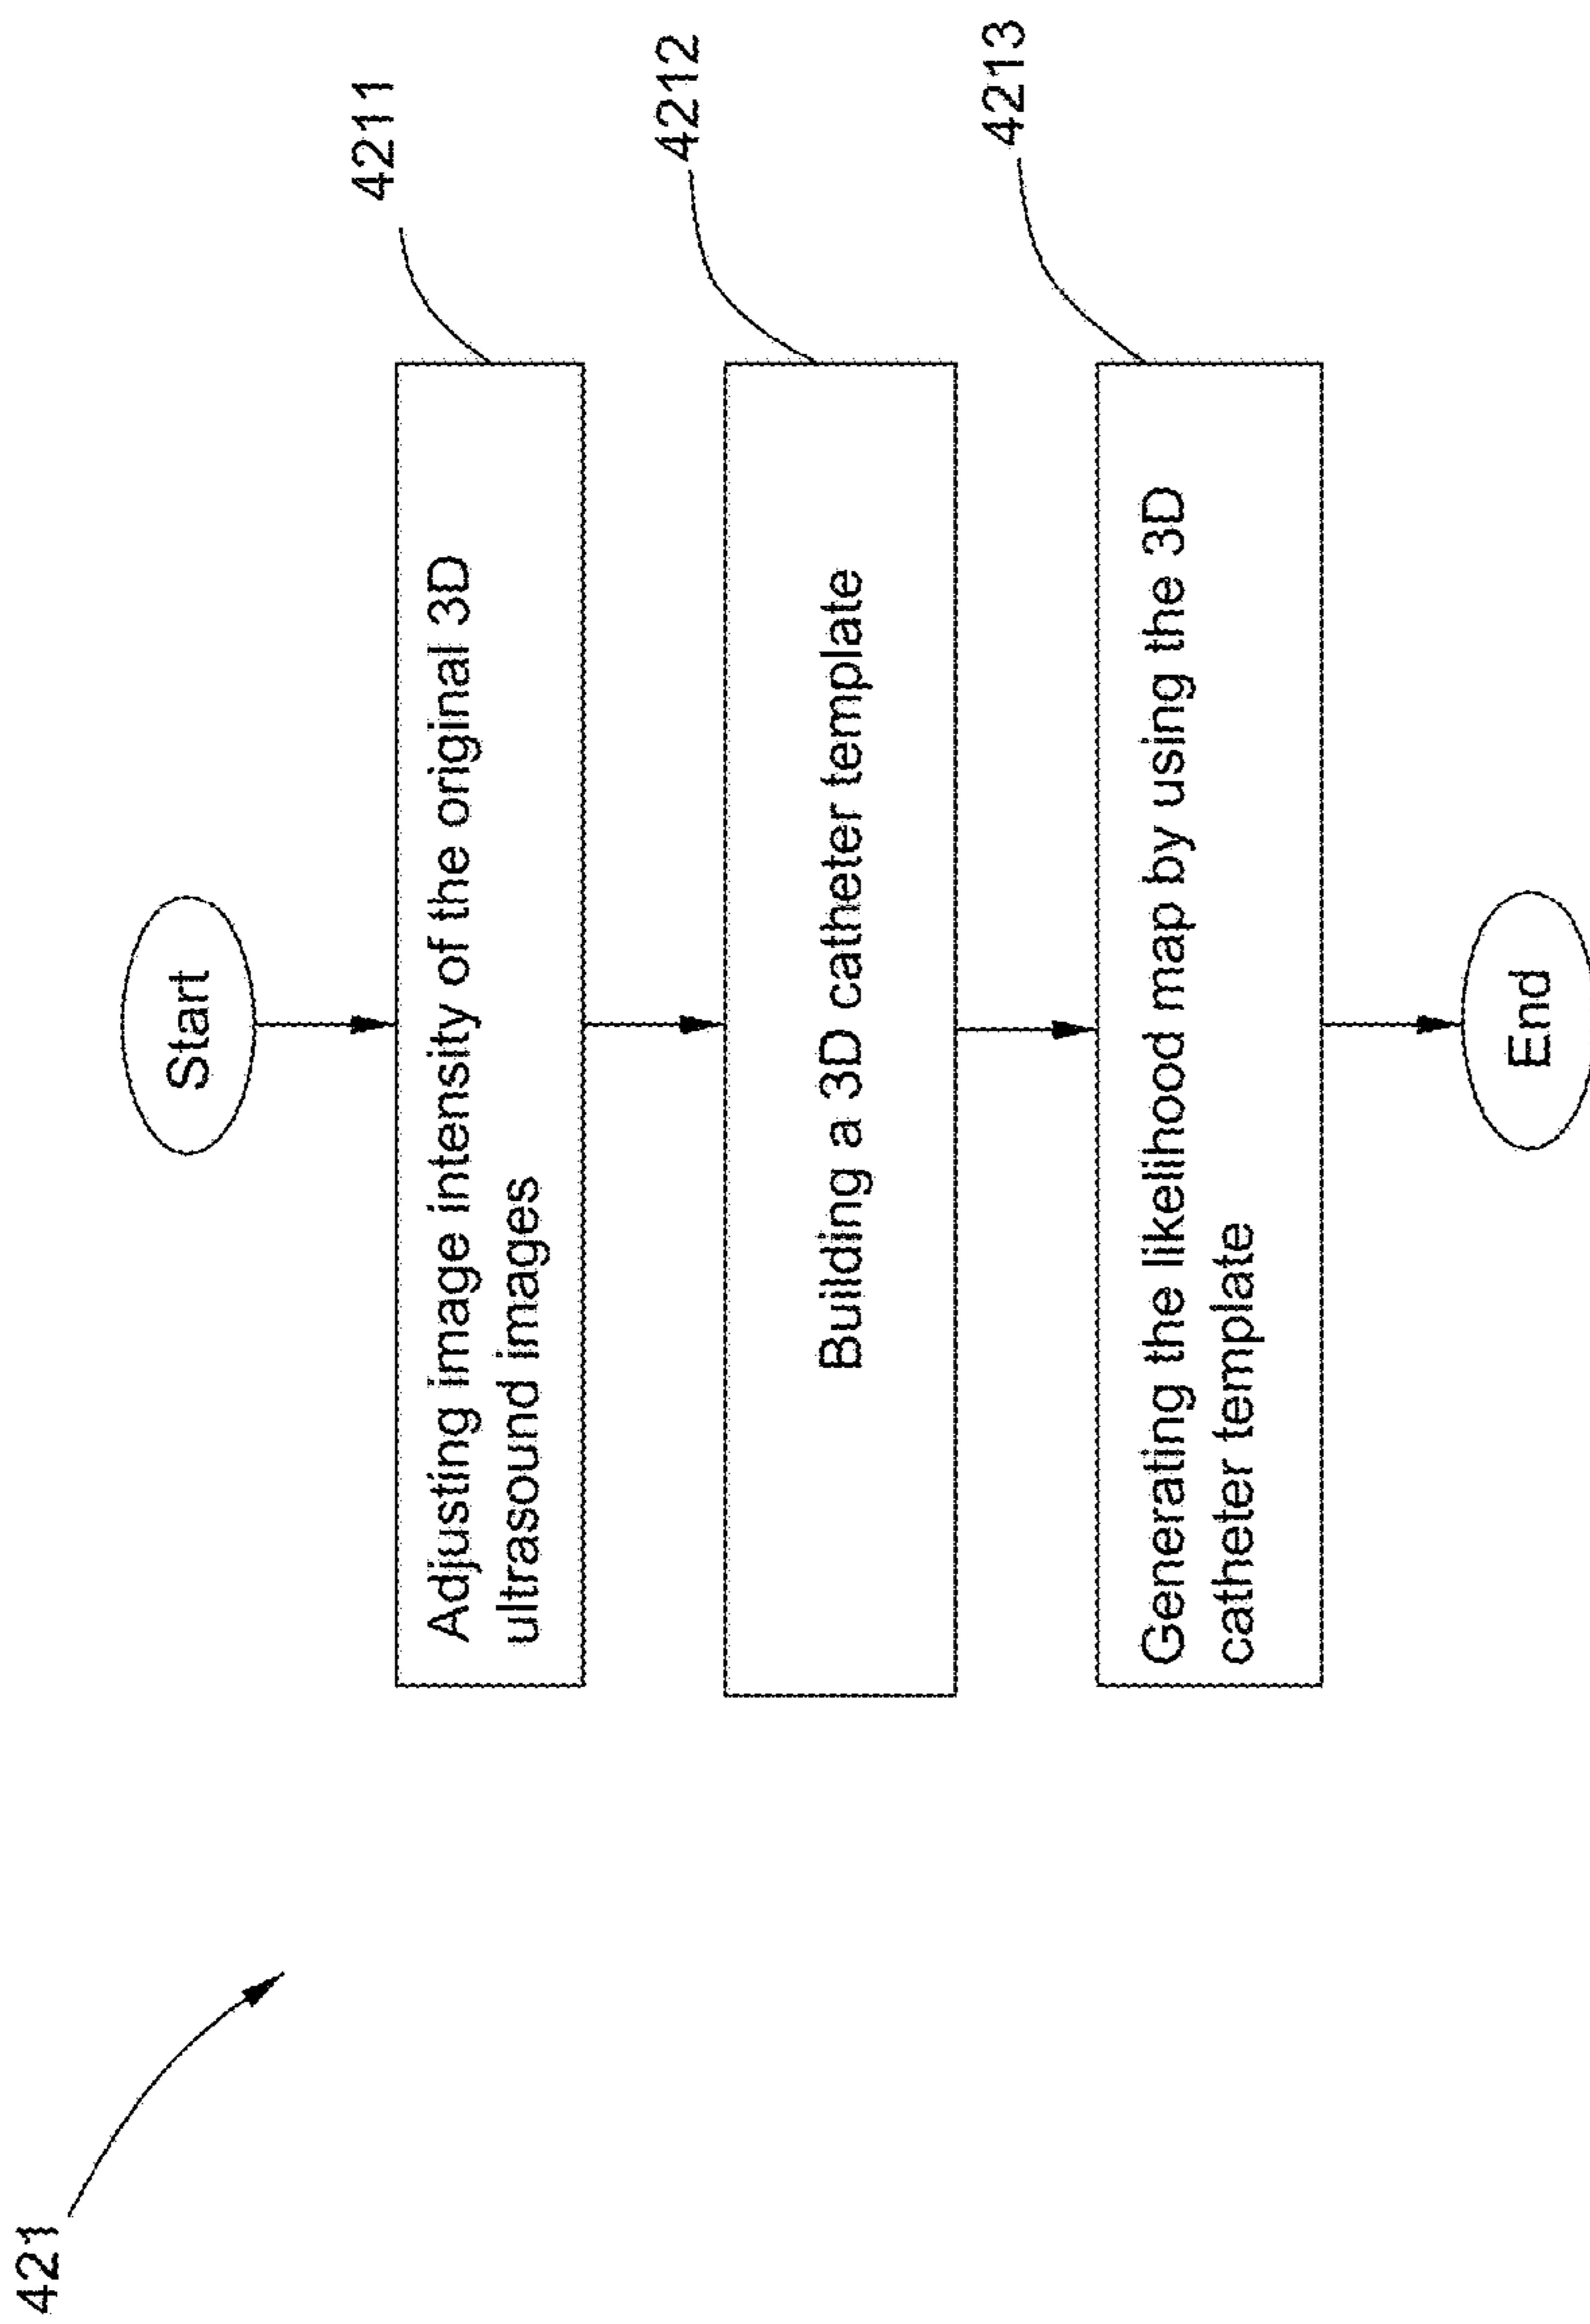 421
Start
4211
Adjusting image intensity of the original 3D
ultrasound images
4212
Building a 3D catheter template
4213
Generating the likelihood map by using the 3D
catheter template
End